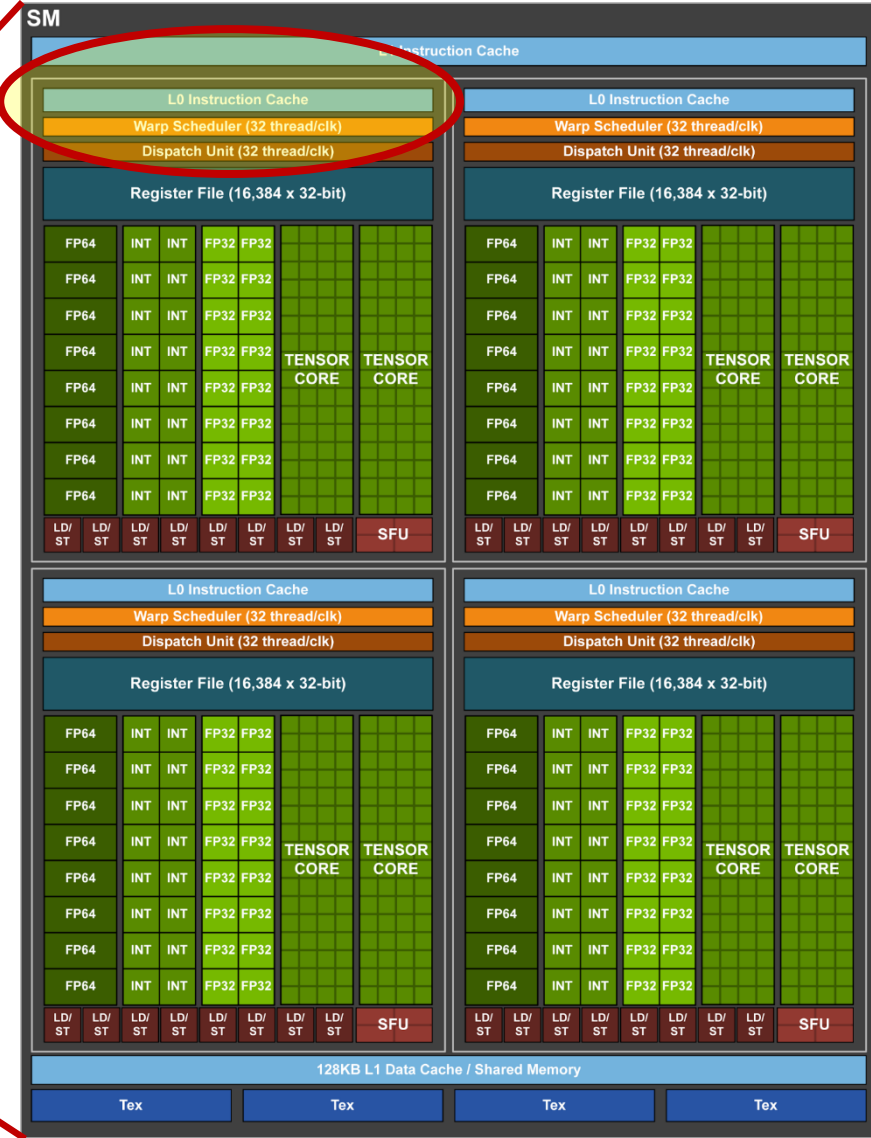 SM
Instruction Cache
L0 Instruction Cache
Warp Scheduler (32 thread/clk)
Dispatch Unit (32 thread/clk)
Register File (16,384 x 32-bit)
FP64 INT INT FP32 FP32
FP64 INT INT FP32 FP32
FP64 INT INT FP32 FP32
FP64 INT INT FP32 FP32 TENSOR TENSOR
FP64 INT INT FP32 FP32 CORE CORE
FP64 INT INT FP32 FP32
FP64 INT INT FP32 FP32
FP64 INT INT FP32 FP32
LD/ LD/ LD/ LD/ LD/ LD/ LD/ LD/ SFU
ST ST ST ST ST ST ST ST
L0 Instruction Cache
Warp Scheduler (32 thread/clk)
Dispatch Unit (32 thread/clk)
Register File (16,384 x 32-bit)
FP64 INT INT FP32 FP32
FP64 INT INT FP32 FP32
FP64 INT INT FP32 FP32
FP64 INT INT FP32 FP32 TENSOR TENSOR
FP64 INT INT FP32 FP32 CORE CORE
FP64 INT INT FP32 FP32
FP64 INT INT FP32 FP32
FP64 INT INT FP32 FP32
LD/ LD/ LD/ LD/ LD/ LD/ LD/ LD/ SFU
ST ST ST ST ST ST ST ST
L0 Instruction Cache
Warp Scheduler (32 thread/clk)
Dispatch Unit (32 thread/clk)
Register File (16,384 x 32-bit)
FP64 INT INT FP32 FP32
FP64 INT INT FP32 FP32
FP64 INT INT FP32 FP32
FP64 INT INT FP32 FP32 TENSOR TENSOR
FP64 INT INT FP32 FP32 CORE CORE
FP64 INT INT FP32 FP32
FP64 INT INT FP32 FP32
FP64 INT INT FP32 FP32
LD/ LD/ LD/ LD/ LD/ LD/ LD/ LD/ SFU
ST ST ST ST ST ST ST ST
L0 Instruction Cache
Warp Scheduler (32 thread/clk)
Dispatch Unit (32 thread/clk)
Register File (16,384 x 32-bit)
FP64 INT INT FP32 FP32
FP64 INT INT FP32 FP32
FP64 INT INT FP32 FP32
FP64 INT INT FP32 FP32 TENSOR TENSOR
FP64 INT INT FP32 FP32 CORE CORE
FP64 INT INT FP32 FP32
FP64 INT INT FP32 FP32
FP64 INT INT FP32 FP32
LD/ LD/ LD/ LD/ LD/ LD/ LD/ LD/ SFU
ST ST ST ST ST ST ST ST
128KB L1 Data Cache / Shared Memory
Tex Tex Tex Tex